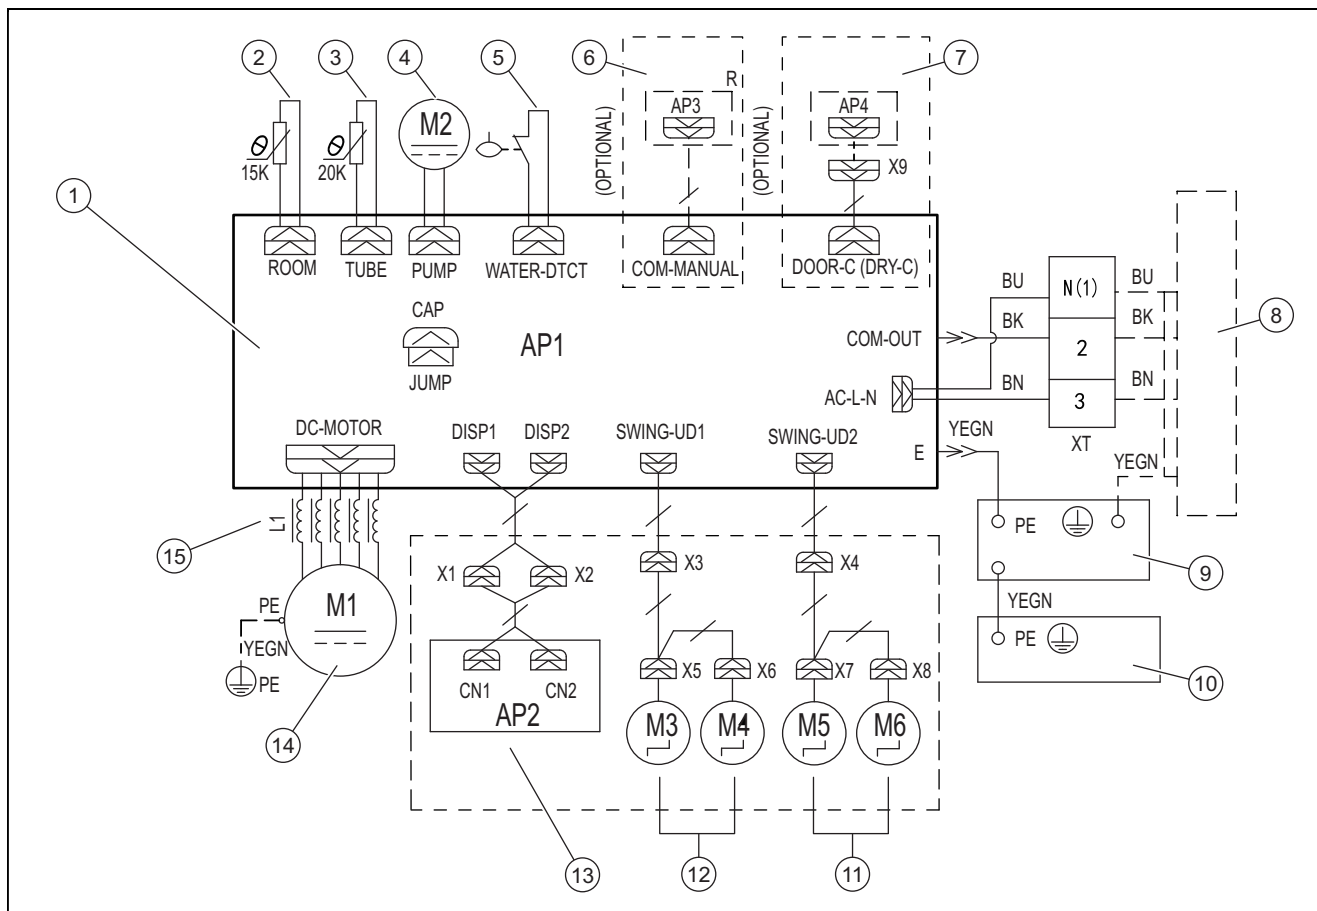 2
3
4
5
6
7
R
AP3
AP4
M2
(OPTIONAL)
(OPTIONAL)
X9
θ
15K
θ
20K
1
ROOM
TUBE
PUMP
WATER-DTCT
COM-MANUAL
DOOR-C (DRY-C)
BU
N(1)
BU
CAP
8
BK
BK
COM-OUT
AP1
2
JUMP
BN
BN
AC-L-N
3
DC-MOTOR
DISP1
DISP2
SWING-UD1
SWING-UD2
YEGN
XT
E
YEGN
L1
PE
15
X1
X2
X3
X4
9
M1
PE
YEGN
YEGN
PE
PE
X5
X6
X7
X8
10
CN1
CN2
AP2
M3
M4
M5
M6
14
13
12
11